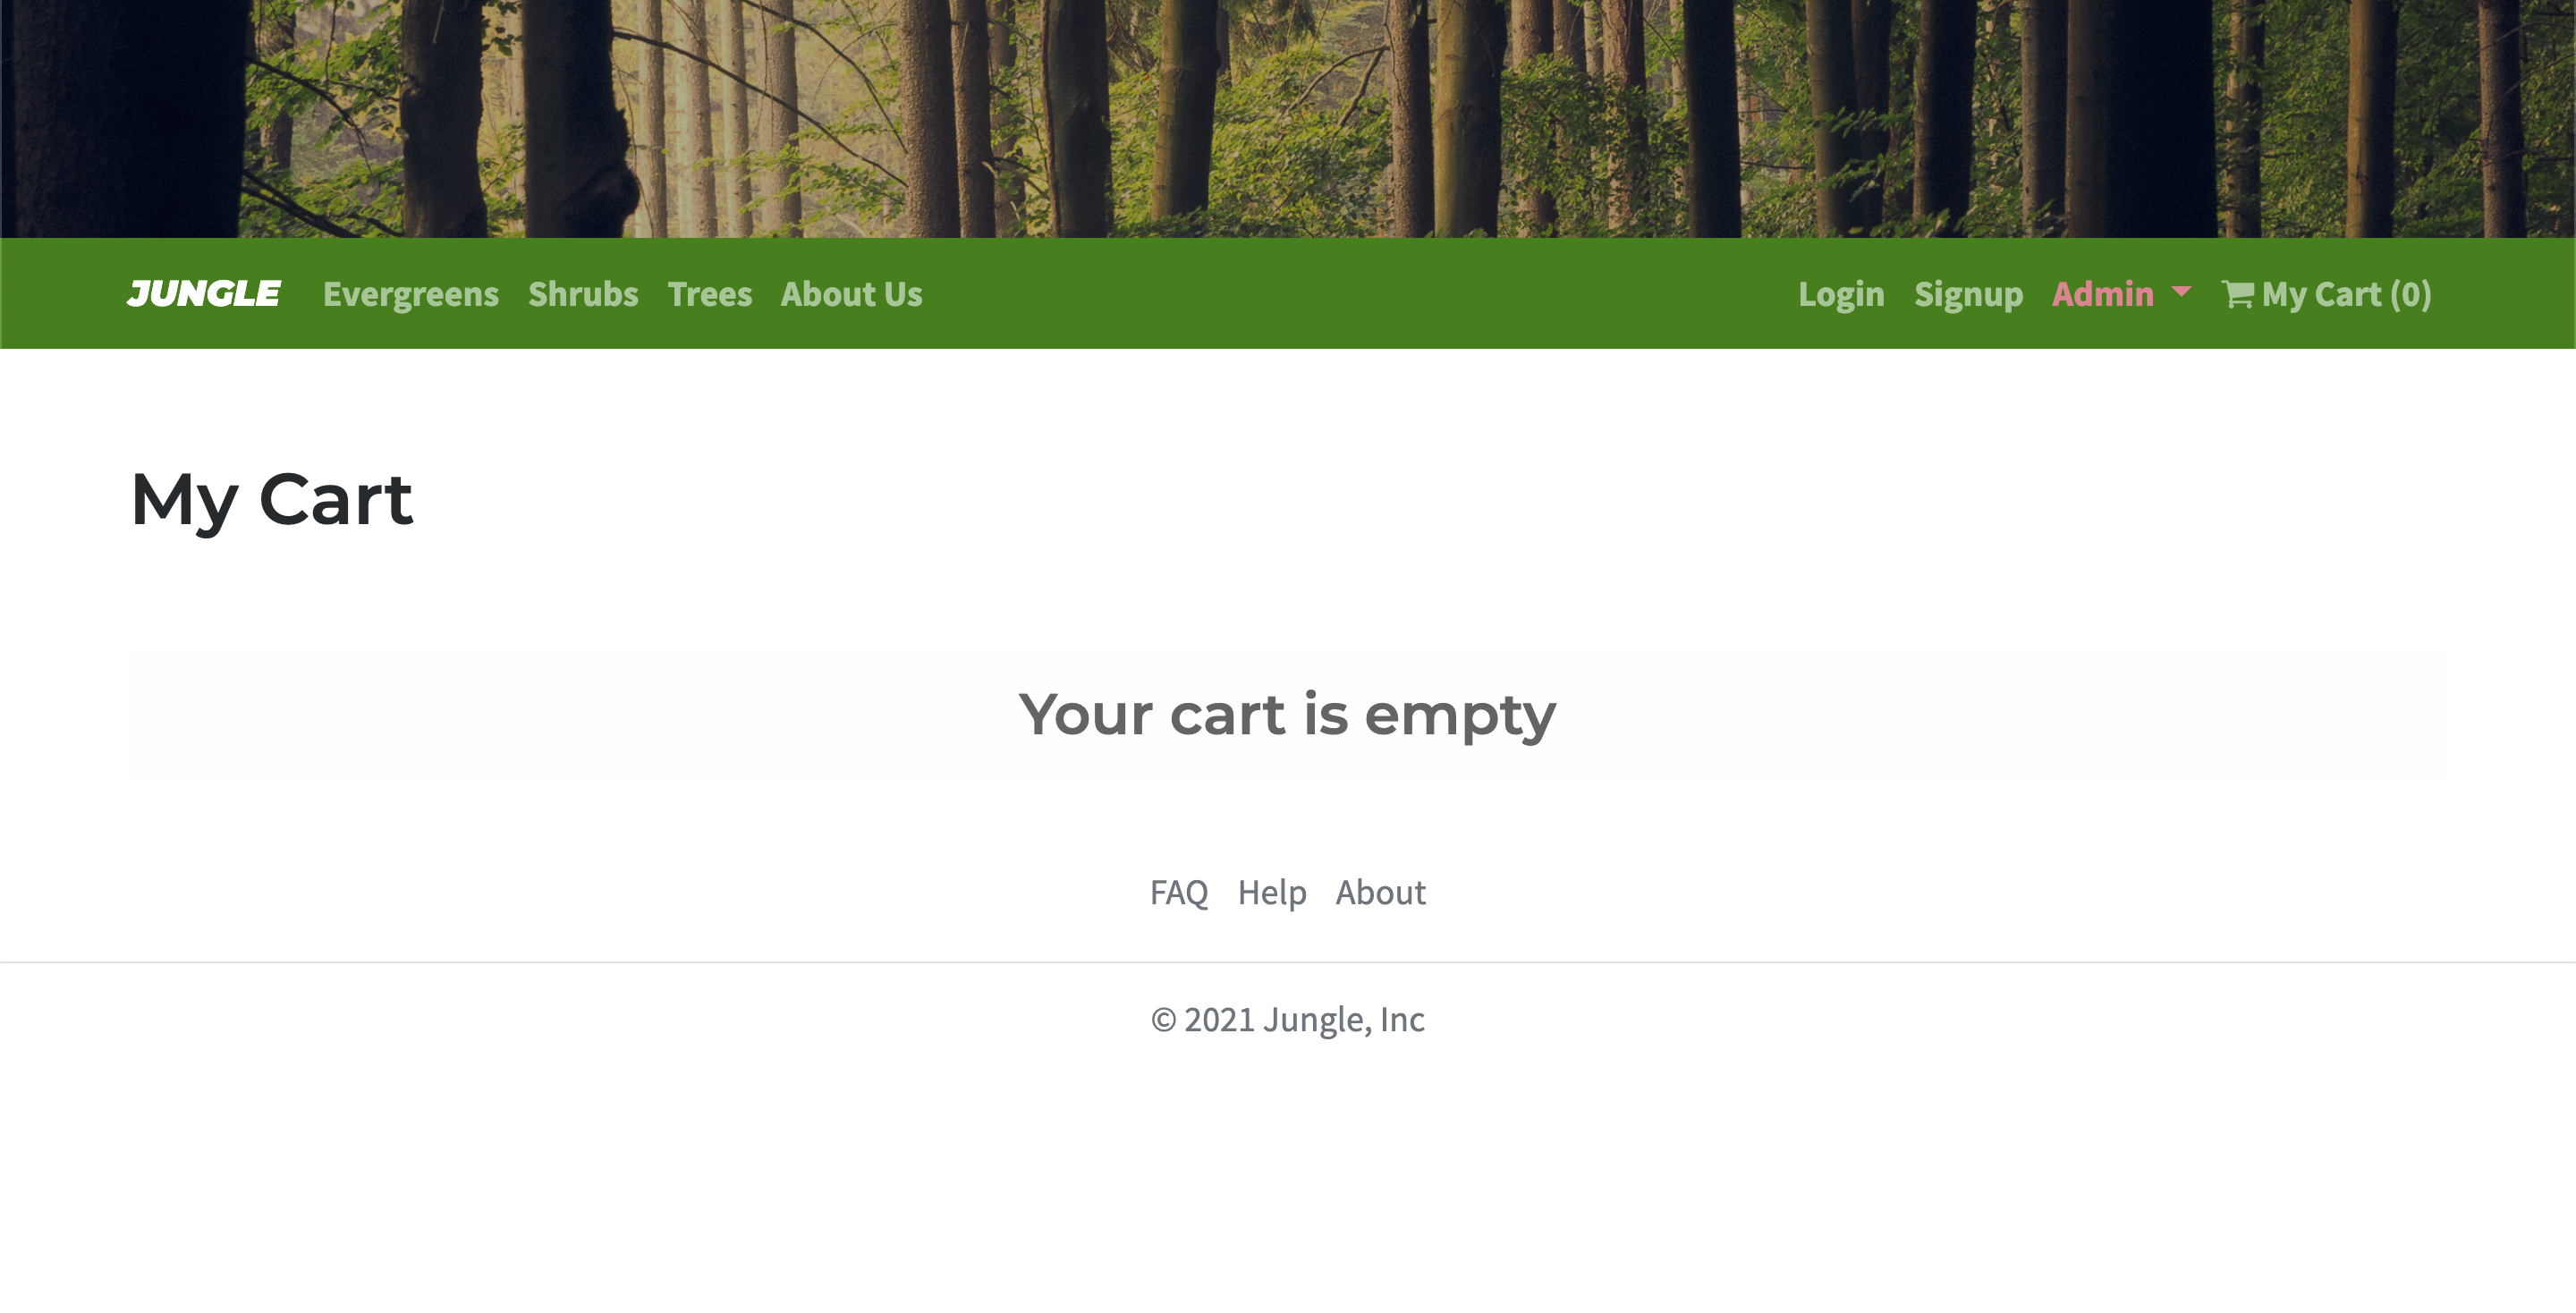 JUNGLE Evergreens Shrubs Trees About Us Login Signup Admin My Cart (0)
My Cart
Your cart is empty
FAQ Help About
© 2021 Jungle, Inc